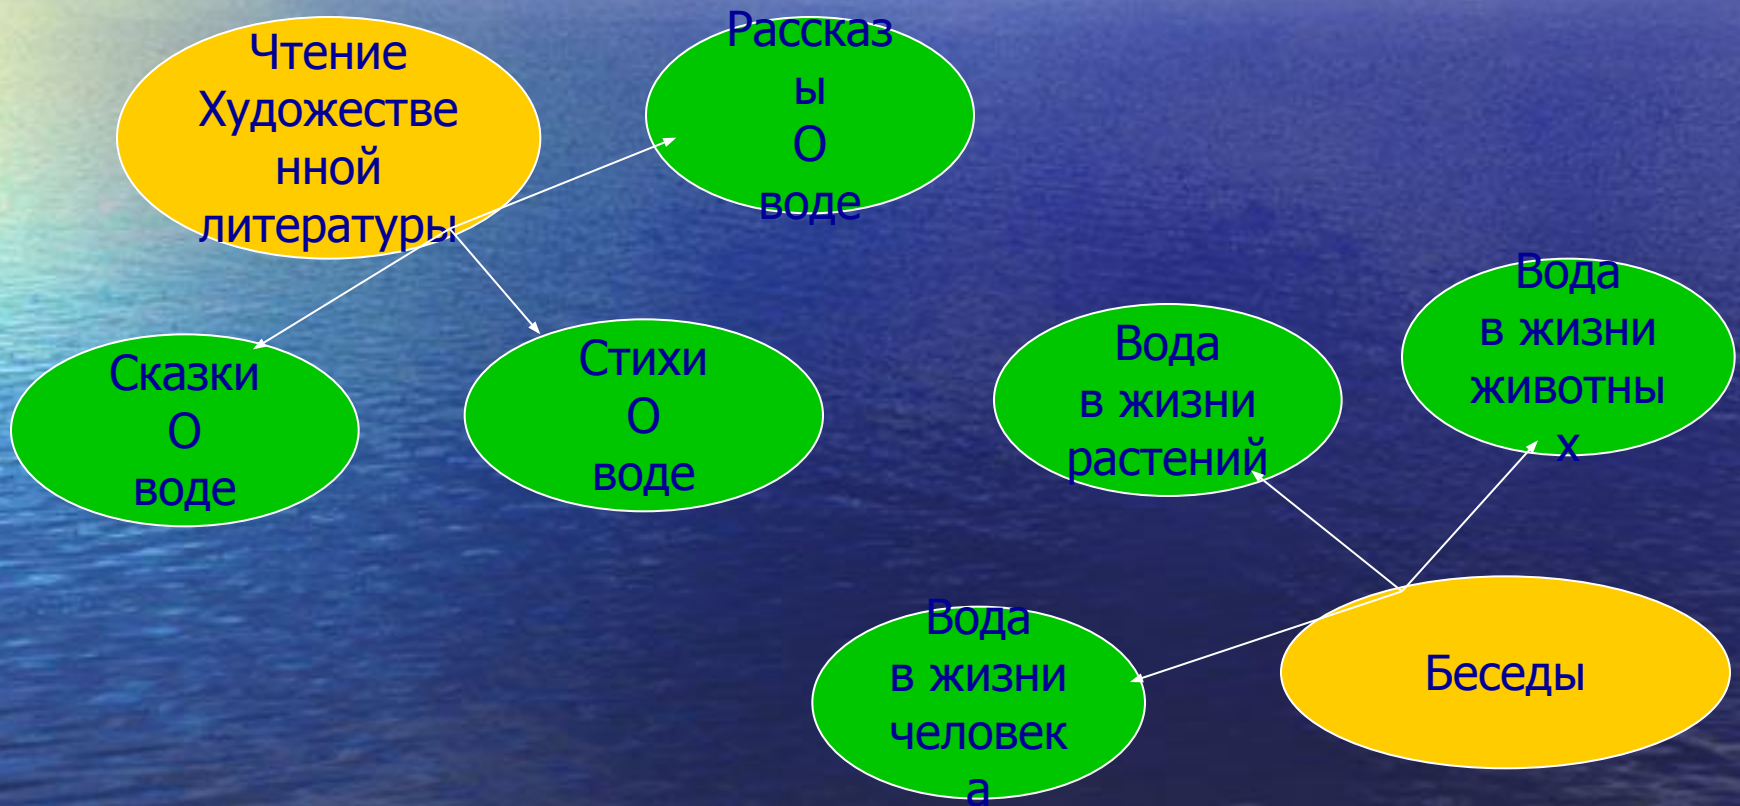 Чтение
Художестве
нной
литературы
Рассказ
ы
О
воде
Сказки
О
воде
Стихи
О
воде
Вода
в жизни
растений
Вода
в жизни
животны
х
Вода
в жизни
человек
а
Беседы